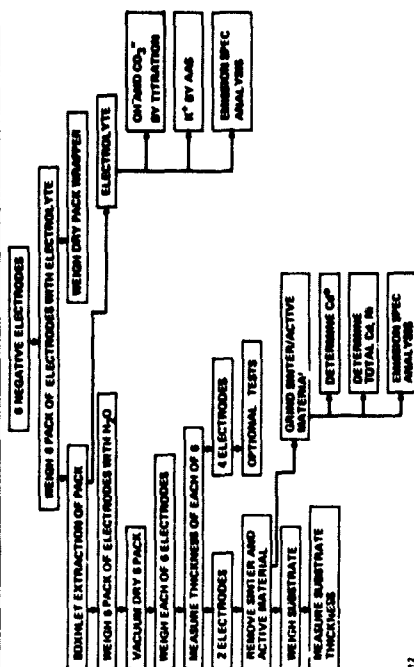 6 NEGATIVE ELECTRODES
WEIGH 6 PACK OF ELECTRODES WITH ELECTROLYTE
WEIGH DRY PACK WRAPPER
SOXHLET EXTRACTION OF PACK
WEIGH 6 PACK OF ELECTRODES WITH H₂O
VACUUM DRY 6 PACK
WEIGH EACH OF 6 ELECTRODES
MEASURE THICKNESS OF EACH OF 6
2 ELECTRODES
4 ELECTRODES
OPTIONAL TESTS
REMOVE SINTER AND
ACTIVE MATERIAL
WEIGH SUBSTRATE
MEASURE SUBSTRATE
THICKNESS
ELECTROLYTE
OH⁻ AND CO₃⁼
BY TITRATION
K⁺ BY AAS
EMISSION SPEC
ANALYSIS
GRIND SINTER/ACTIVE
MATERIAL
DETERMINE Cd⁰
DETERMINE
TOTAL Cd, Ni
EMISSION SPEC
ANALYSIS